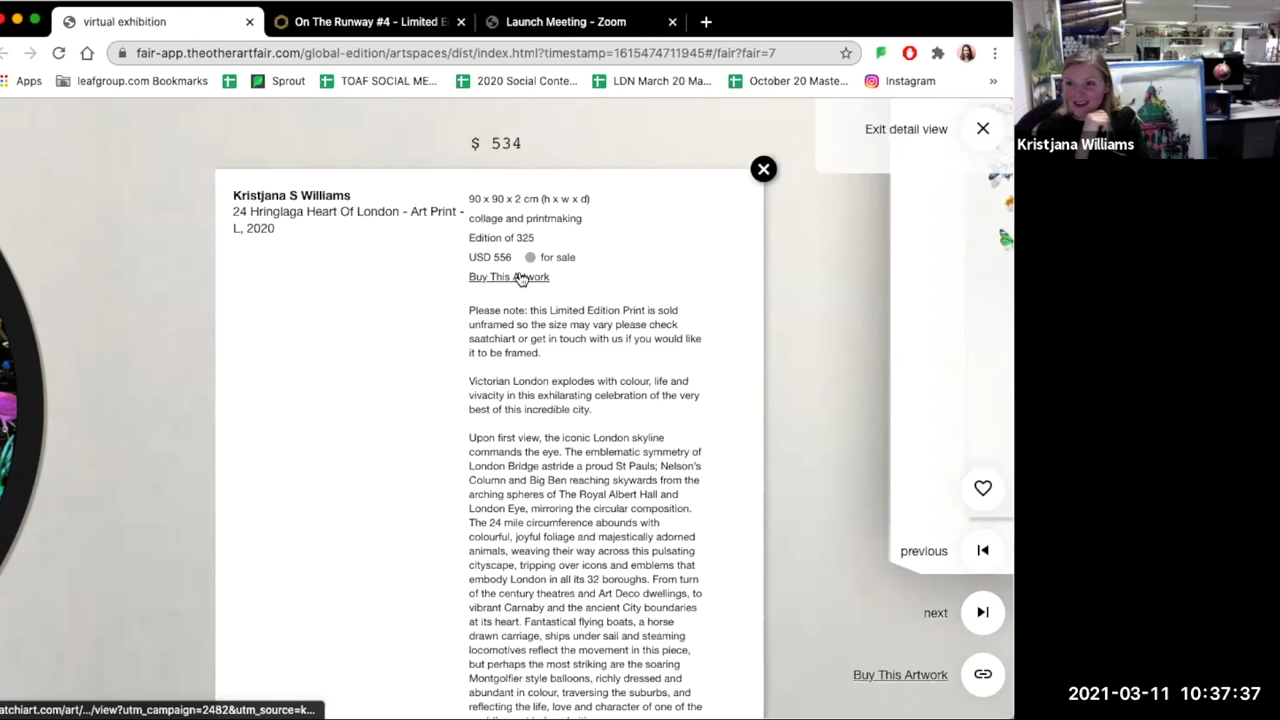 virtual exhibition
On The Runway #4 - Limited E
Launch Meeting - Zoom
fair-app.theotherartfair.com/global-edition/artspaces/dist/index.html?timestamp=1615474711945#/fair?fair=7
Apps
leafgroup.com Bookmarks
Sprout
TOAF SOCIAL ME...
2020 Social Conte...
LDN March 20 Ma...
October 20 Maste...
Instagram
»
$ 534
Exit detail view
Kristjana Williams
Kristjana S Williams
24 Hringlaga Heart Of London - Art Print -
L, 2020
90 x 90 x 2 cm (h x w x d)
collage and printmaking
Edition of 325
USD 556 for sale
Buy This Artwork
Please note: this Limited Edition Print is sold
unframed so the size may vary please check
saatchiart or get in touch with us if you would like
it to be framed.
Victorian London explodes with colour, life and
vivacity in this exhilarating celebration of the very
best of this incredible city.
Upon first view, the iconic London skyline
commands the eye. The emblematic symmetry of
London Bridge astride a proud St Pauls; Nelson's
Column and Big Ben reaching skywards from the
arching spheres of The Royal Albert Hall and
London Eye, mirroring the circular composition.
The 24 mile circumference abounds with
colourful, joyful foliage and majestically adorned
animals, weaving their way across this pulsating
cityscape, tripping over icons and emblems that
embody London in all its 32 boroughs. From turn
of the century theatres and Art Deco dwellings, to
vibrant Carnaby and the ancient City boundaries
at its heart. Fantastical flying boats, a horse
drawn carriage, ships under sail and steaming
locomotives reflect the movement in this piece,
but perhaps the most striking are the soaring
Montgolfier style balloons, richly dressed and
abundant in colour, traversing the suburbs, and
reflecting the life, love and character of one of the
previous
next
Buy This Artwork
atchiart.com/art/.../view?utm_campaign=2482&utm_source=k...
2021-03-11 10:37:37